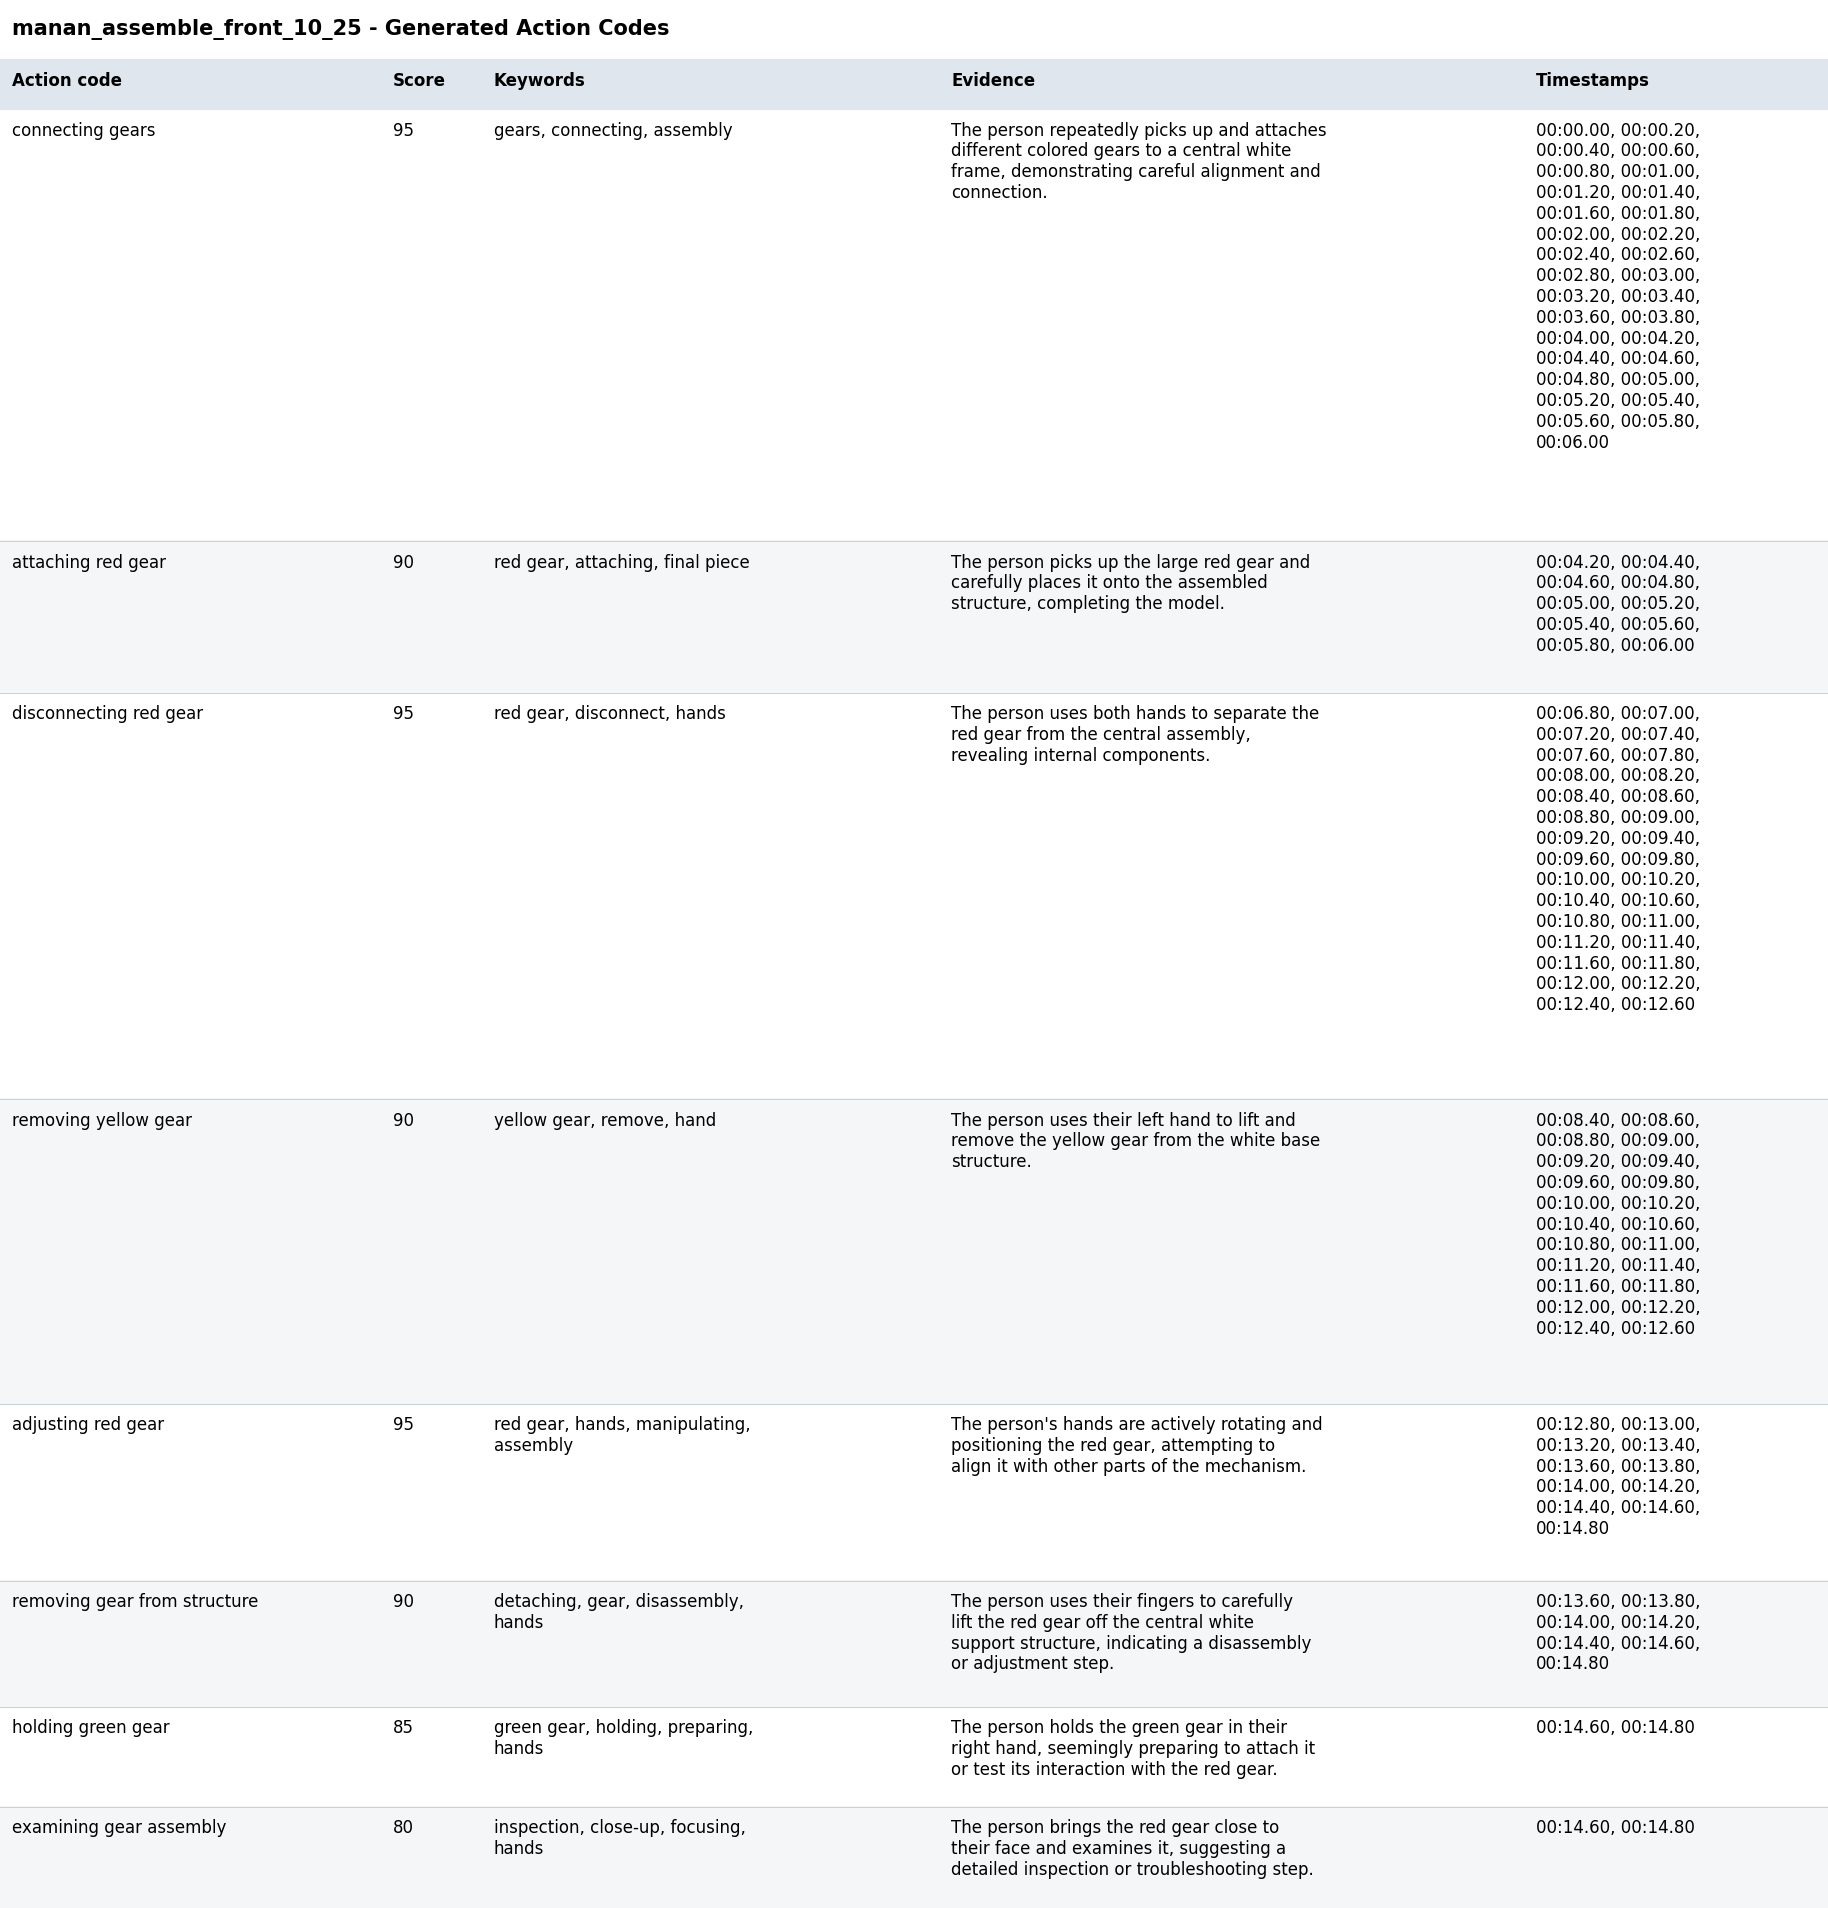 manan_assemble_front_10_25 - Generated Action Codes
Action code Score Keywords Evidence Timestamps
connecting gears 95 gears, connecting, assembly The person repeatedly picks up and attaches 00:00.00, 00:00.20,
different colored gears to a central white 00:00.40, 00:00.60,
frame, demonstrating careful alignment and 00:00.80, 00:01.00,
connection. 00:01.20, 00:01.40,
00:01.60, 00:01.80,
00:02.00, 00:02.20,
00:02.40, 00:02.60,
00:02.80, 00:03.00,
00:03.20, 00:03.40,
00:03.60, 00:03.80,
00:04.00, 00:04.20,
00:04.40, 00:04.60,
00:04.80, 00:05.00,
00:05.20, 00:05.40,
00:05.60, 00:05.80,
00:06.00
attaching red gear 90 red gear, attaching, final piece The person picks up the large red gear and 00:04.20, 00:04.40,
carefully places it onto the assembled 00:04.60, 00:04.80,
structure, completing the model. 00:05.00, 00:05.20,
00:05.40, 00:05.60,
00:05.80, 00:06.00
disconnecting red gear 95 red gear, disconnect, hands The person uses both hands to separate the 00:06.80, 00:07.00,
red gear from the central assembly, 00:07.20, 00:07.40,
revealing internal components. 00:07.60, 00:07.80,
00:08.00, 00:08.20,
00:08.40, 00:08.60,
00:08.80, 00:09.00,
00:09.20, 00:09.40,
00:09.60, 00:09.80,
00:10.00, 00:10.20,
00:10.40, 00:10.60,
00:10.80, 00:11.00,
00:11.20, 00:11.40,
00:11.60, 00:11.80,
00:12.00, 00:12.20,
00:12.40, 00:12.60
removing yellow gear 90 yellow gear, remove, hand The person uses their left hand to lift and 00:08.40, 00:08.60,
remove the yellow gear from the white base 00:08.80, 00:09.00,
structure. 00:09.20, 00:09.40,
00:09.60, 00:09.80,
00:10.00, 00:10.20,
00:10.40, 00:10.60,
00:10.80, 00:11.00,
00:11.20, 00:11.40,
00:11.60, 00:11.80,
00:12.00, 00:12.20,
00:12.40, 00:12.60
adjusting red gear 95 red gear, hands, manipulating, The person's hands are actively rotating and 00:12.80, 00:13.00,
assembly positioning the red gear, attempting to 00:13.20, 00:13.40,
align it with other parts of the mechanism. 00:13.60, 00:13.80,
00:14.00, 00:14.20,
00:14.40, 00:14.60,
00:14.80
removing gear from structure 90 detaching, gear, disassembly, The person uses their fingers to carefully 00:13.60, 00:13.80,
hands lift the red gear off the central white 00:14.00, 00:14.20,
support structure, indicating a disassembly 00:14.40, 00:14.60,
or adjustment step. 00:14.80
holding green gear 85 green gear, holding, preparing, The person holds the green gear in their 00:14.60, 00:14.80
hands right hand, seemingly preparing to attach it
or test its interaction with the red gear.
examining gear assembly 80 inspection, close-up, focusing, The person brings the red gear close to 00:14.60, 00:14.80
hands their face and examines it, suggesting a
detailed inspection or troubleshooting step.